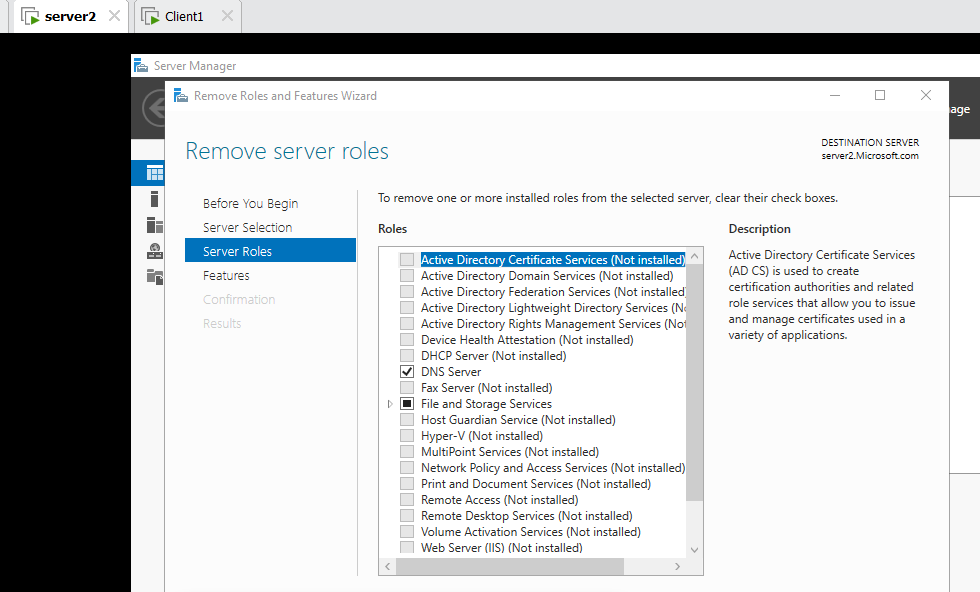 server2
Client1
Server Manager
Remove Roles and Features Wizard
age
Remove server roles
DESTINATION SERVER
server2.Microsoft.com
Before You Begin
Server Selection
Server Roles
Features
Confirmation
Results
To remove one or more installed roles from the selected server, clear their check boxes.
Roles
Active Directory Certificate Services (Not installed)
Active Directory Domain Services (Not installed)
Active Directory Federation Services (Not installed)
Active Directory Lightweight Directory Services (No
Active Directory Rights Management Services (Not
Device Health Attestation (Not installed)
DHCP Server (Not installed)
DNS Server
Fax Server (Not installed)
File and Storage Services
Host Guardian Service (Not installed)
Hyper-V (Not installed)
MultiPoint Services (Not installed)
Network Policy and Access Services (Not installed)
Print and Document Services (Not installed)
Remote Access (Not installed)
Remote Desktop Services (Not installed)
Volume Activation Services (Not installed)
Web Server (IIS) (Not installed)
Description
Active Directory Certificate Services
(AD CS) is used to create
certification authorities and related
role services that allow you to issue
and manage certificates used in a
variety of applications.